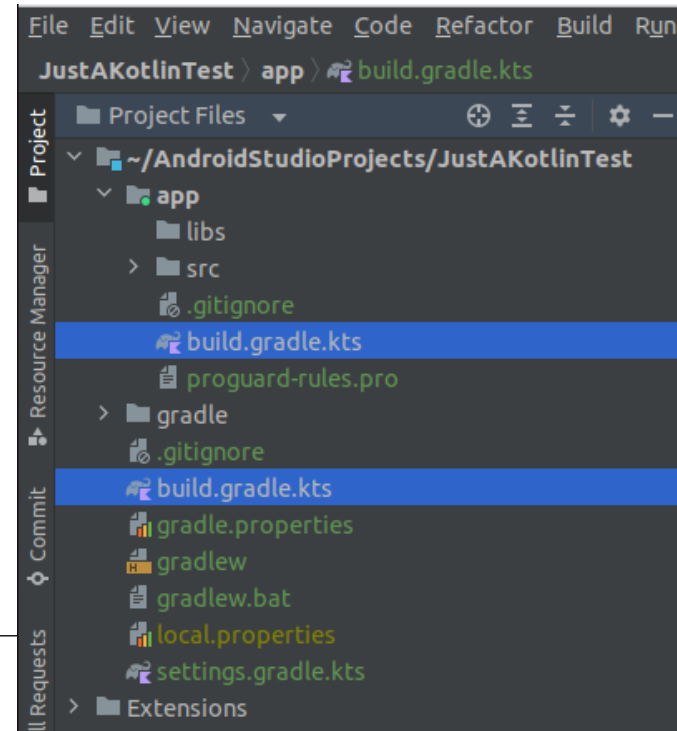 File Edit View Navigate Code Refactor Build Run
JustAKotlinTest app build.gradle.kts
Project
Project Files
~/AndroidStudioProjects/JustAKotlinTest
app
libs
src
.gitignore
build.gradle.kts
proguard-rules.pro
gradle
.gitignore
build.gradle.kts
gradle.properties
gradlew
gradlew.bat
local.properties
settings.gradle.kts
Extensions
Resource Manager
Commit
ll Requests